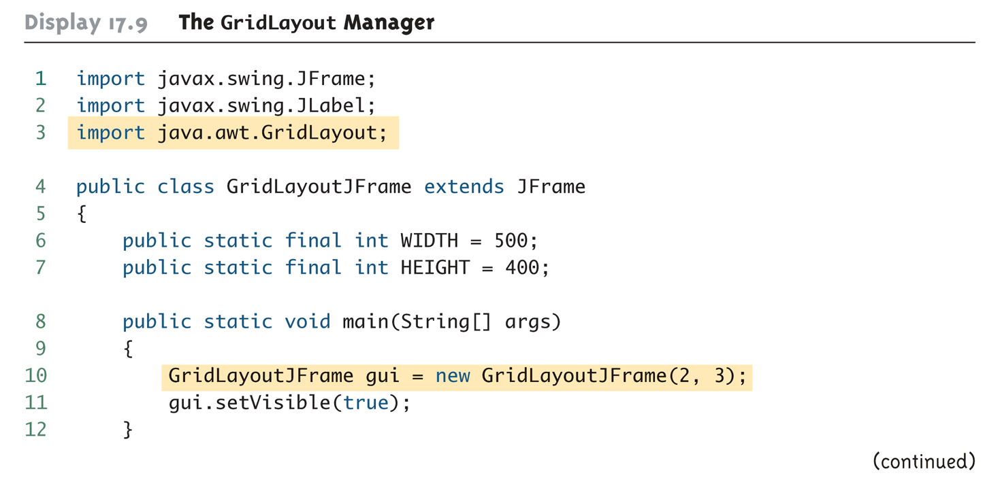 Display 17.9 The GridLayout Manager
1 import javax.swing.JFrame;
2 import javax.swing.JLabel;
3 import java.awt.GridLayout;
4 public class GridLayoutJFrame extends JFrame
5 {
6 public static final int WIDTH = 500;
7 public static final int HEIGHT = 400;
8 public static void main(String[] args)
9 {
10 GridLayoutJFrame gui = new GridLayoutJFrame(2, 3);
11 gui.setVisible(true);
12 }
(continued)